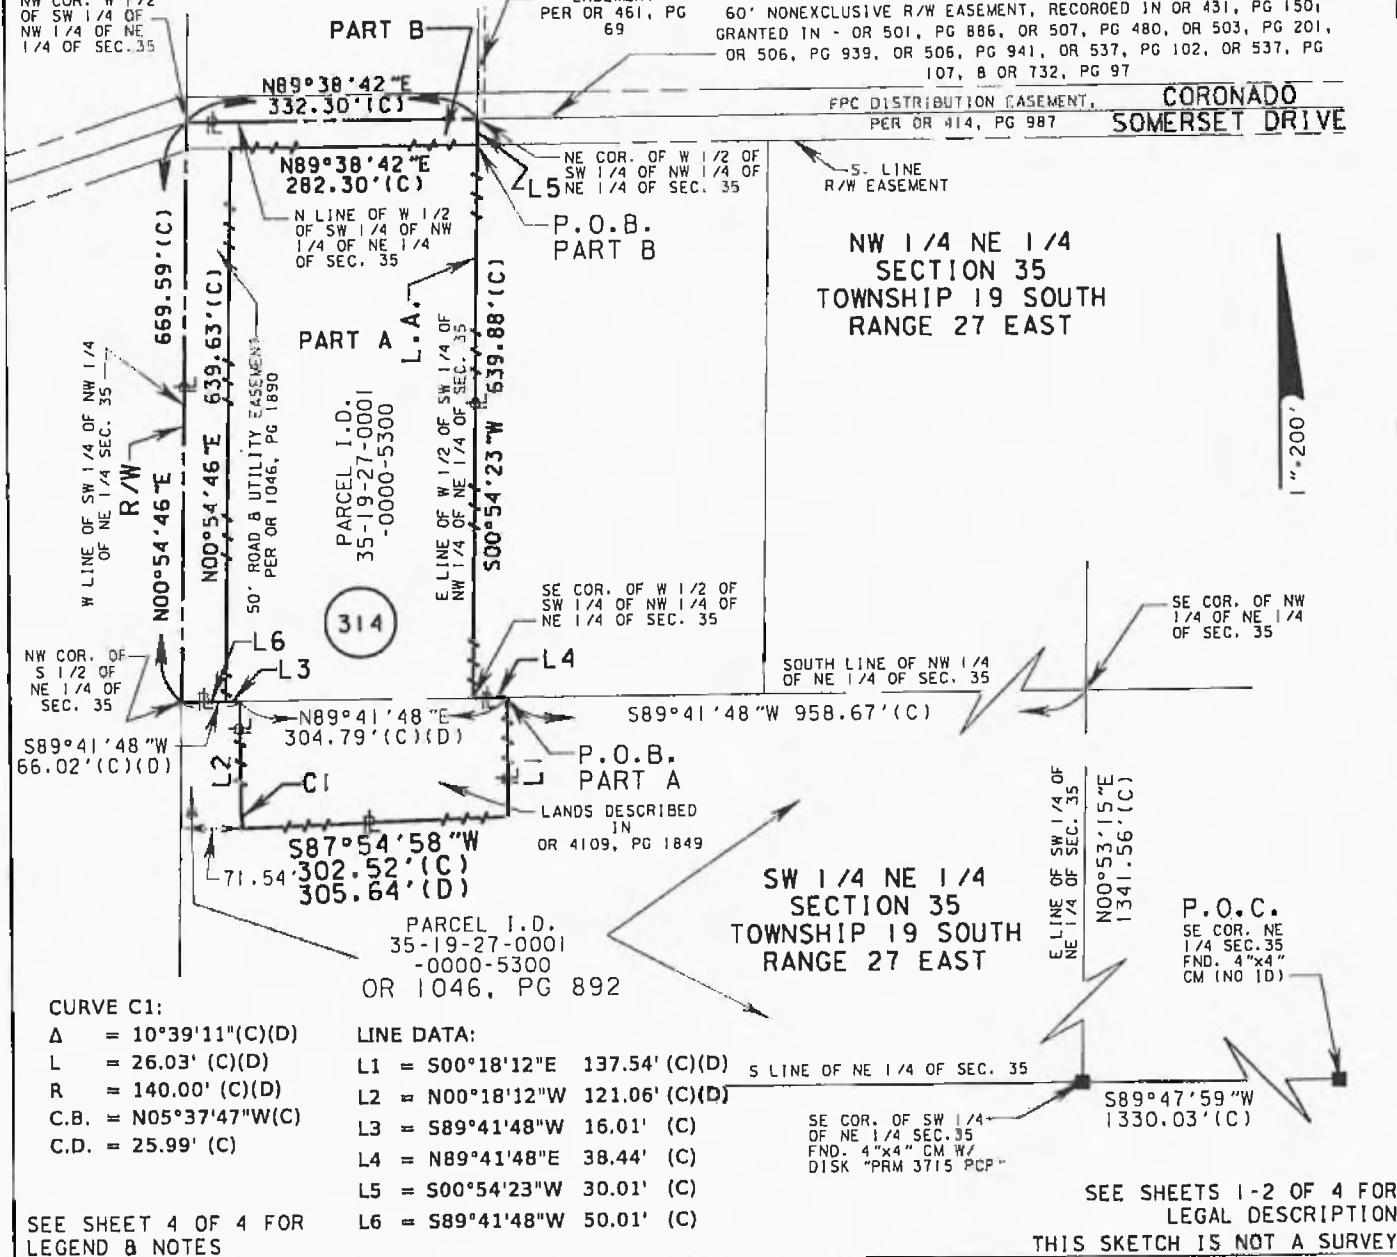 NW COR. W 1/2
OF SW 1/4 OF
NW 1/4 OF NE
1/4 OF SEC. 35
PART B
PER OR 461, PG
69
60' NONEXCLUSIVE R/W EASEMENT, RECOROED IN OR 431, PG 150;
GRANTED IN - OR 501, PG 886, OR 507, PG 480, OR 503, PG 201,
OR 506, PG 939, OR 506, PG 941, OR 537, PG 102, OR 537, PG
107, & OR 732, PG 97
N89°38'42"E
332.30'(C)
FPC DISTRIBUTION EASEMENT,
PER OR 414, PG 987
CORONADO
SOMERSET DRIVE
N89°38'42"E
282.30'(C)
L5
NE COR. OF W 1/2 OF
SW 1/4 OF NW 1/4 OF
NE 1/4 OF SEC. 35
S. LINE
R/W EASEMENT
N LINE OF W 1/2
OF SW 1/4 OF NW
1/4 OF NE 1/4
OF SEC. 35
P.O.B.
PART B
NW 1/4 NE 1/4
SECTION 35
TOWNSHIP 19 SOUTH
RANGE 27 EAST
W LINE OF SW 1/4 OF NW 1/4
OF NE 1/4 SEC. 35
R/W
N00°54'46"E 669.59'(C)
N00°54'46"E 639.63'(C)
50' ROAD & UTILITY EASEMENT
PER OR 1046, PG 1890
PART A
PARCEL I.D.
35-19-27-0001
-0000-5300
L.A.
E LINE OF W 1/2 OF SW 1/4 OF
NW 1/4 OF NE 1/4 OF SEC. 35
S00°54'23"W 639.88'(C)
1"=200'
314
SE COR. OF W 1/2 OF
SW 1/4 OF NW 1/4 OF
NE 1/4 OF SEC. 35
SE COR. OF NW
1/4 OF NE 1/4
OF SEC. 35
NW COR. OF
S 1/2 OF
NE 1/4 OF
SEC. 35
L6
L3
L4
SOUTH LINE OF NW 1/4
OF NE 1/4 OF SEC. 35
S89°41'48"W
66.02'(C)(D)
N89°41'48"E
304.79'(C)(D)
S89°41'48"W 958.67'(C)
L2
C1
L1
P.O.B.
PART A
LANDS DESCRIBED
IN
OR 4109, PG 1849
S87°54'58"W
302.52'(C)
305.64'(D)
71.54'
E LINE OF SW 1/4 OF
NE 1/4 OF SEC. 35
N00°53'15"E
1341.56'(C)
SW 1/4 NE 1/4
SECTION 35
TOWNSHIP 19 SOUTH
RANGE 27 EAST
P.O.C.
SE COR. NE
1/4 SEC.35
FND. 4"x4"
CM (NO ID)
PARCEL I.D.
35-19-27-0001
-0000-5300
OR 1046, PG 892
CURVE C1:
Δ = 10°39'11"(C)(D)
L = 26.03' (C)(D)
R = 140.00' (C)(D)
C.B. = N05°37'47"W(C)
C.D. = 25.99' (C)
LINE DATA:
L1 = S00°18'12"E 137.54' (C)(D)
L2 = N00°18'12"W 121.06' (C)(D)
L3 = S89°41'48"W 16.01' (C)
L4 = N89°41'48"E 38.44' (C)
L5 = S00°54'23"W 30.01' (C)
L6 = S89°41'48"W 50.01' (C)
S LINE OF NE 1/4 OF SEC. 35
SE COR. OF SW 1/4
OF NE 1/4 SEC.35
FND. 4"x4" CM W/
DISK "PRM 3715 PCP"
S89°47'59"W
1330.03'(C)
SEE SHEET 4 OF 4 FOR
LEGEND & NOTES
SEE SHEETS 1-2 OF 4 FOR
LEGAL DESCRIPTION
THIS SKETCH IS NOT A SURVEY